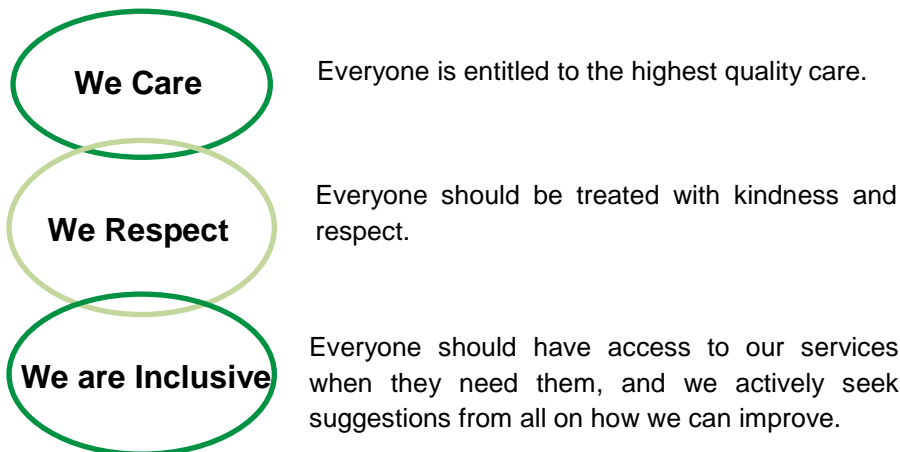 We Care
Everyone is entitled to the highest quality care.
We Respect
Everyone should be treated with kindness and
respect.
We are Inclusive
Everyone should have access to our services
when they need them, and we actively seek
suggestions from all on how we can improve.